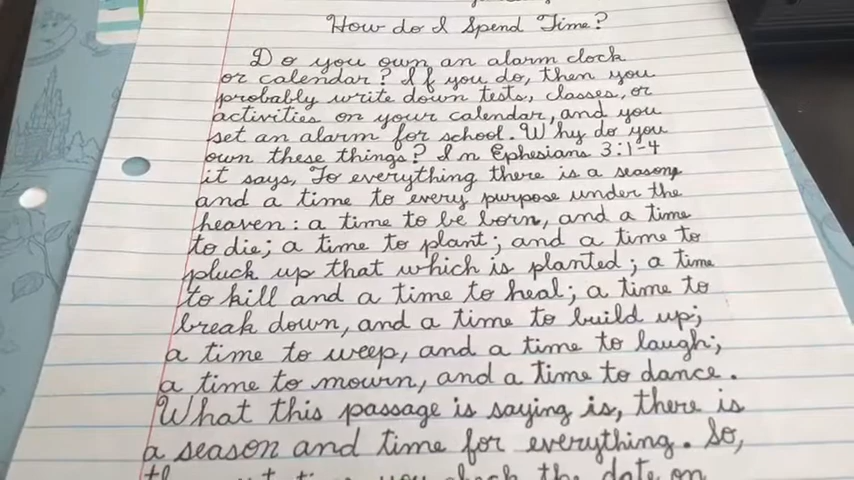 How do I Spend Time?
Do you own an alarm clock
or calendar? If you do, then you
probably write down tests, classes, or
activities on your calendar, and you
set an alarm for school. Why do you
own these things? In Ephesians 3:1-4
it says, To everything there is a season,
and a time to every purpose under the
heaven: a time to be born, and a time
to die; a time to plant; and a time to
pluck up that which is planted; a time
to kill and a time to heal; a time to
break down, and a time to build up;
a time to weep, and a time to laugh;
a time to mourn, and a time to dance.
What this passage is saying is, there is
a season and time for everything. So,
you check the date on